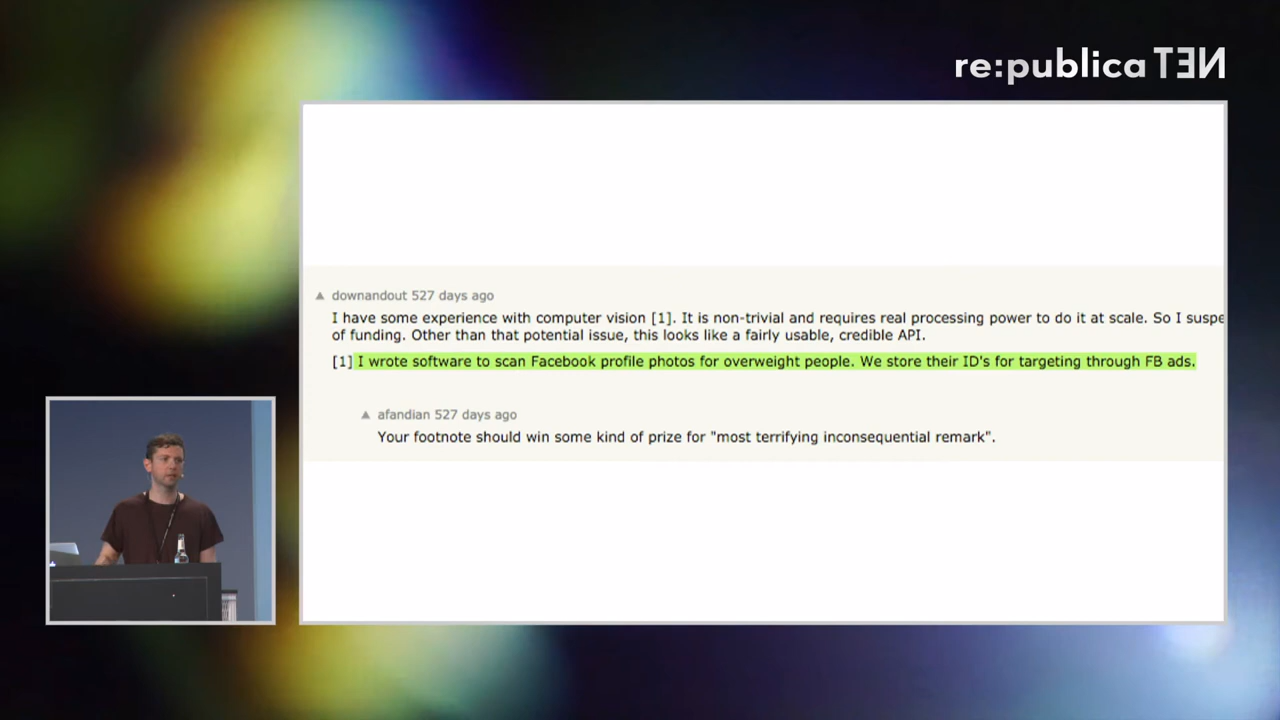 re:publica TEN
▲ downandout 527 days ago
I have some experience with computer vision [1]. It is non-trivial and requires real processing power to do it at scale. So I suspe
of funding. Other than that potential issue, this looks like a fairly usable, credible API.
[1] I wrote software to scan Facebook profile photos for overweight people. We store their ID's for targeting through FB ads.
▲ afandian 527 days ago
Your footnote should win some kind of prize for "most terrifying inconsequential remark".